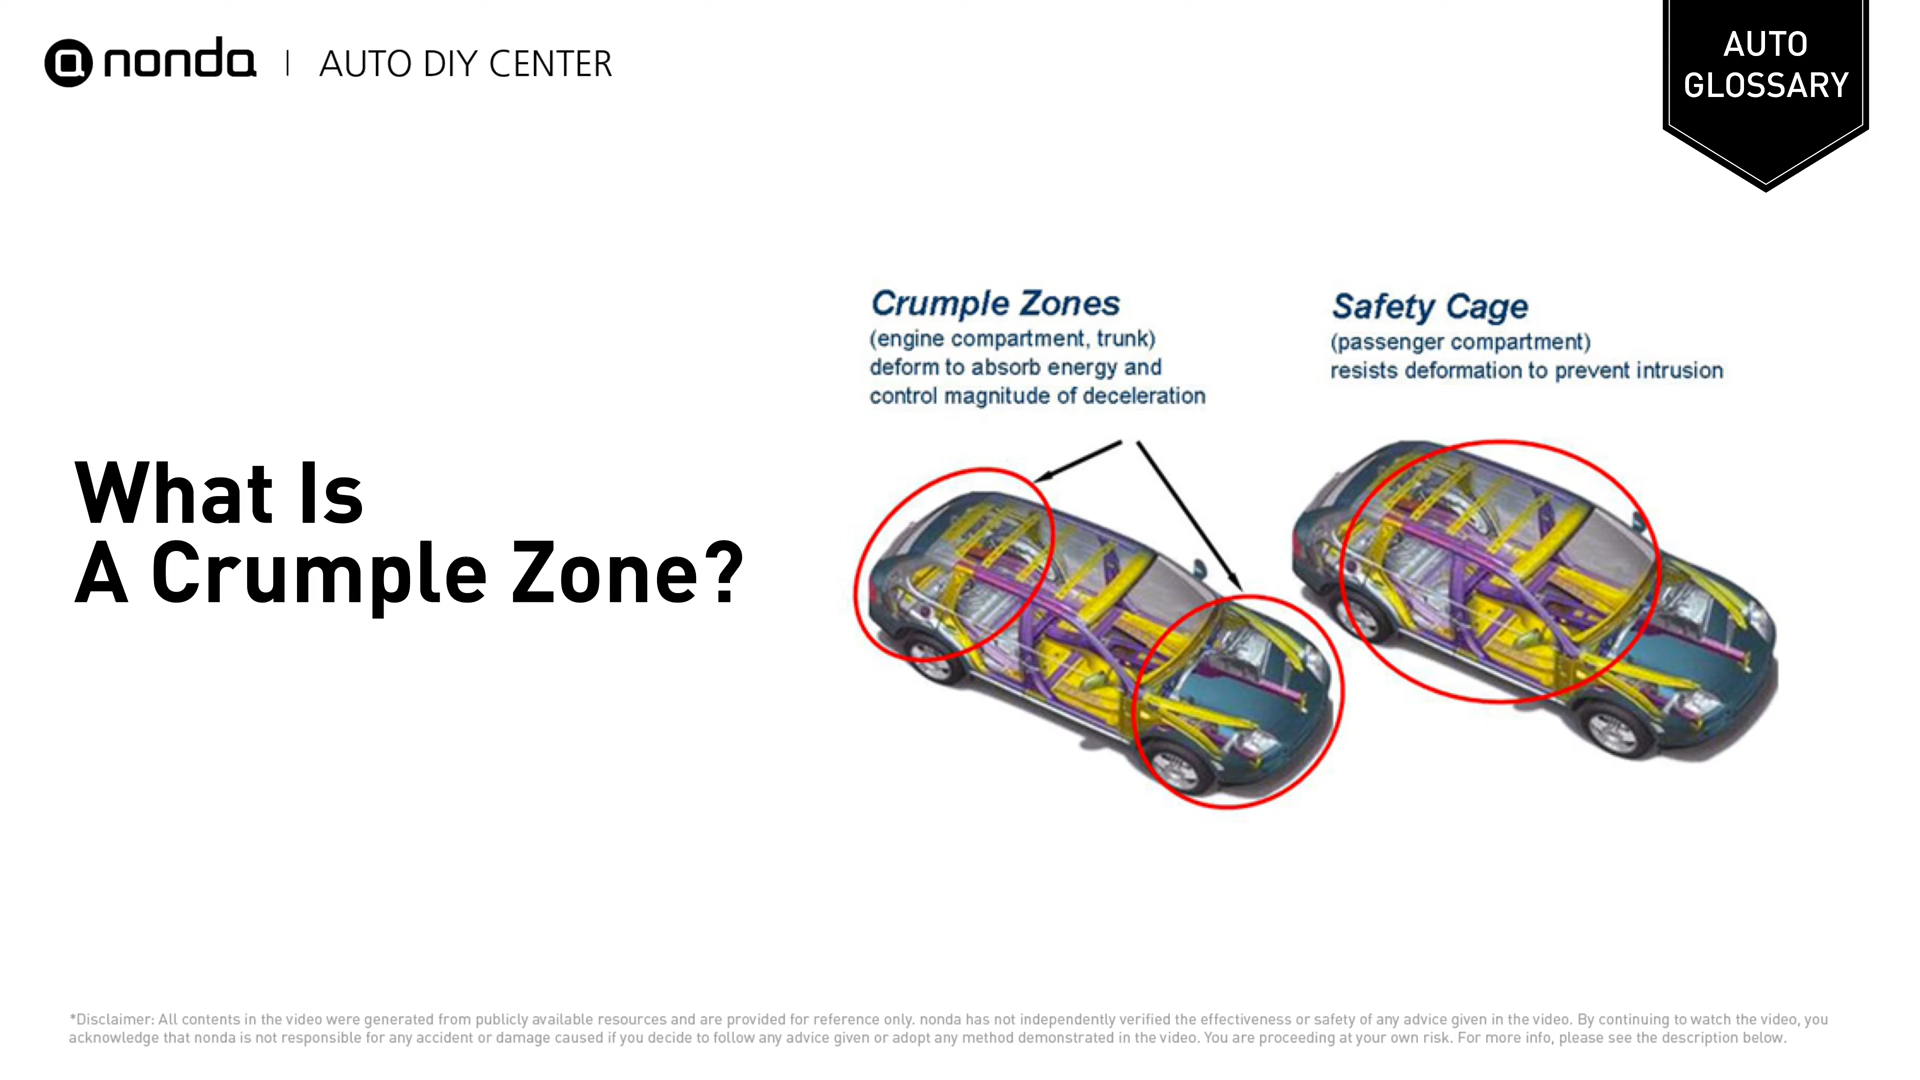 nonda | AUTO DIY CENTER
AUTO
GLOSSARY
Crumple Zones
(engine compartment, trunk)
deform to absorb energy and
control magnitude of deceleration
Safety Cage
(passenger compartment)
resists deformation to prevent intrusion
What Is
A Crumple Zone?
*Disclaimer: All contents in the video were generated from publicly available resources and are provided for reference only. nonda has not independently verified the effectiveness or safety of any advice given in the video. By continuing to watch the video, you
acknowledge that nonda is not responsible for any accident or damage caused if you decide to follow any advice given or adopt any method demonstrated in the video. You are proceeding at your own risk. For more info, please see the description below.